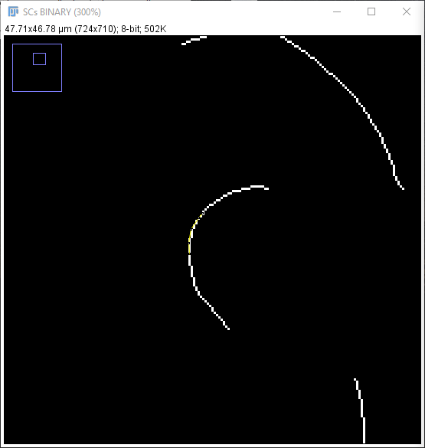 SCs BINARY (300%)
47.71x46.78 µm (724x710); 8-bit; 502K